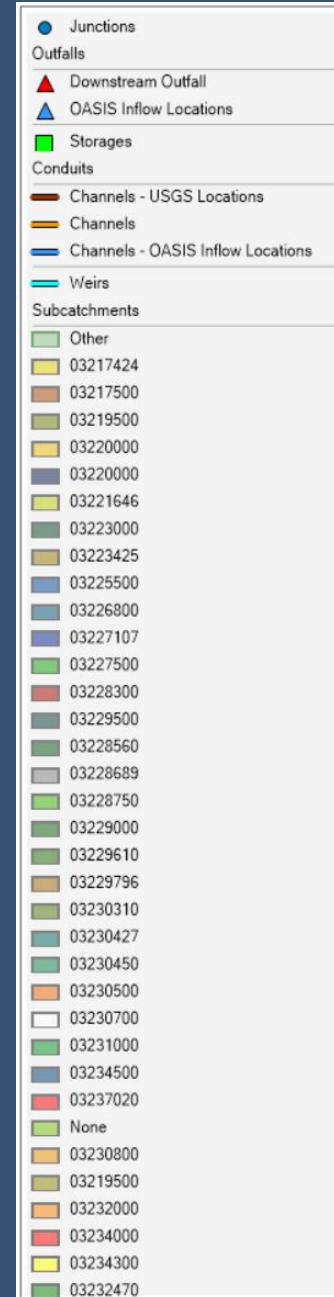 Junctions
Outfalls
Downstream Outfall
OASIS Inflow Locations
Storages
Conduits
Channels - USGS Locations
Channels
Channels - OASIS Inflow Locations
Weirs
Subcatchments
Other
03217424
03217500
03219500
03220000
03220000
03221646
03223000
03223425
03225500
03226800
03227107
03227500
03228300
03229500
03228560
03228689
03228750
03229000
03229610
03229796
03230310
03230427
03230450
03230500
03230700
03231000
03234500
03237020
None
03230800
03219500
03232000
03234000
03234300
03232470